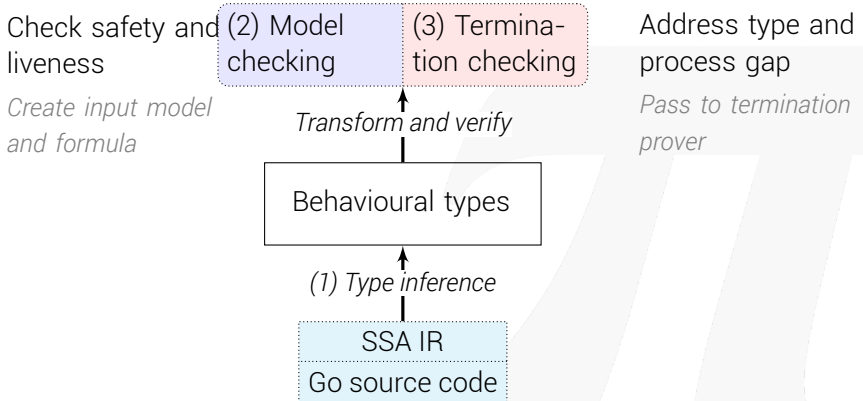 Check safety and
liveness
Create input model
and formula
(2) Model
checking
(3) Termina-
tion checking
Address type and
process gap
Pass to termination
prover
Transform and verify
Behavioural types
(1) Type inference
SSA IR
Go source code